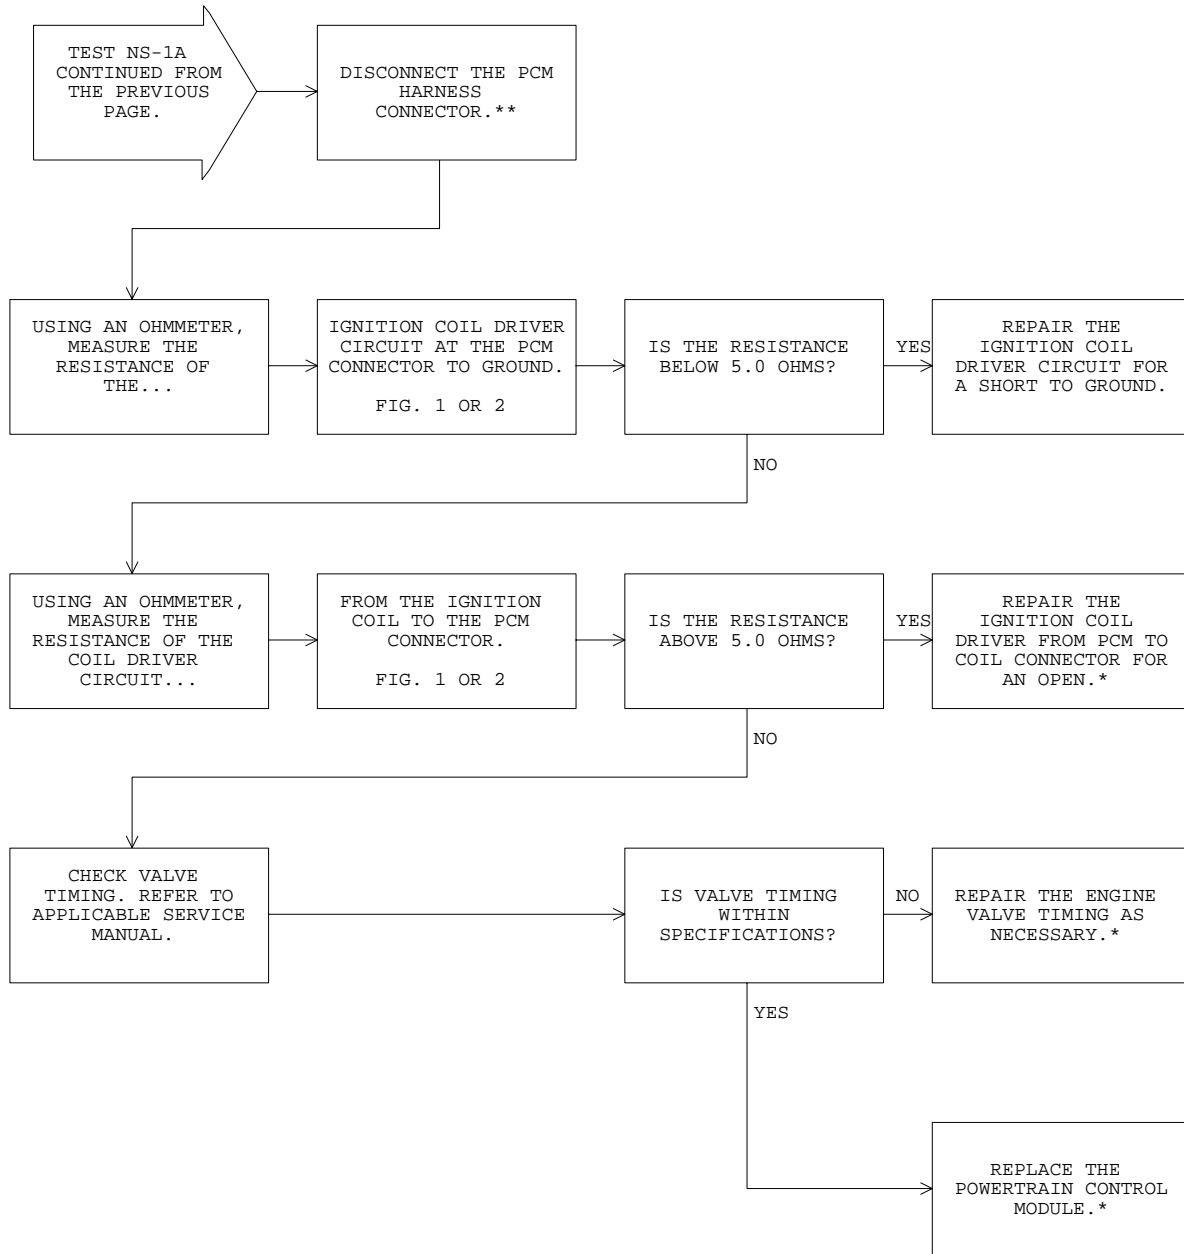 TEST NS-1A
CONTINUED FROM
THE PREVIOUS
PAGE.
DISCONNECT THE PCM
HARNESS
CONNECTOR.**
USING AN OHMMETER,
MEASURE THE
RESISTANCE OF
THE...
IGNITION COIL DRIVER
CIRCUIT AT THE PCM
CONNECTOR TO GROUND.
FIG. 1 OR 2
IS THE RESISTANCE
BELOW 5.0 OHMS?
YES
REPAIR THE
IGNITION COIL
DRIVER CIRCUIT FOR
A SHORT TO GROUND.
NO
USING AN OHMMETER,
MEASURE THE
RESISTANCE OF THE
COIL DRIVER
CIRCUIT...
FROM THE IGNITION
COIL TO THE PCM
CONNECTOR.
FIG. 1 OR 2
IS THE RESISTANCE
ABOVE 5.0 OHMS?
YES
REPAIR THE
IGNITION COIL
DRIVER FROM PCM TO
COIL CONNECTOR FOR
AN OPEN.*
NO
CHECK VALVE
TIMING. REFER TO
APPLICABLE SERVICE
MANUAL.
IS VALVE TIMING
WITHIN
SPECIFICATIONS?
NO
REPAIR THE ENGINE
VALVE TIMING AS
NECESSARY.*
YES
REPLACE THE
POWERTRAIN CONTROL
MODULE.*